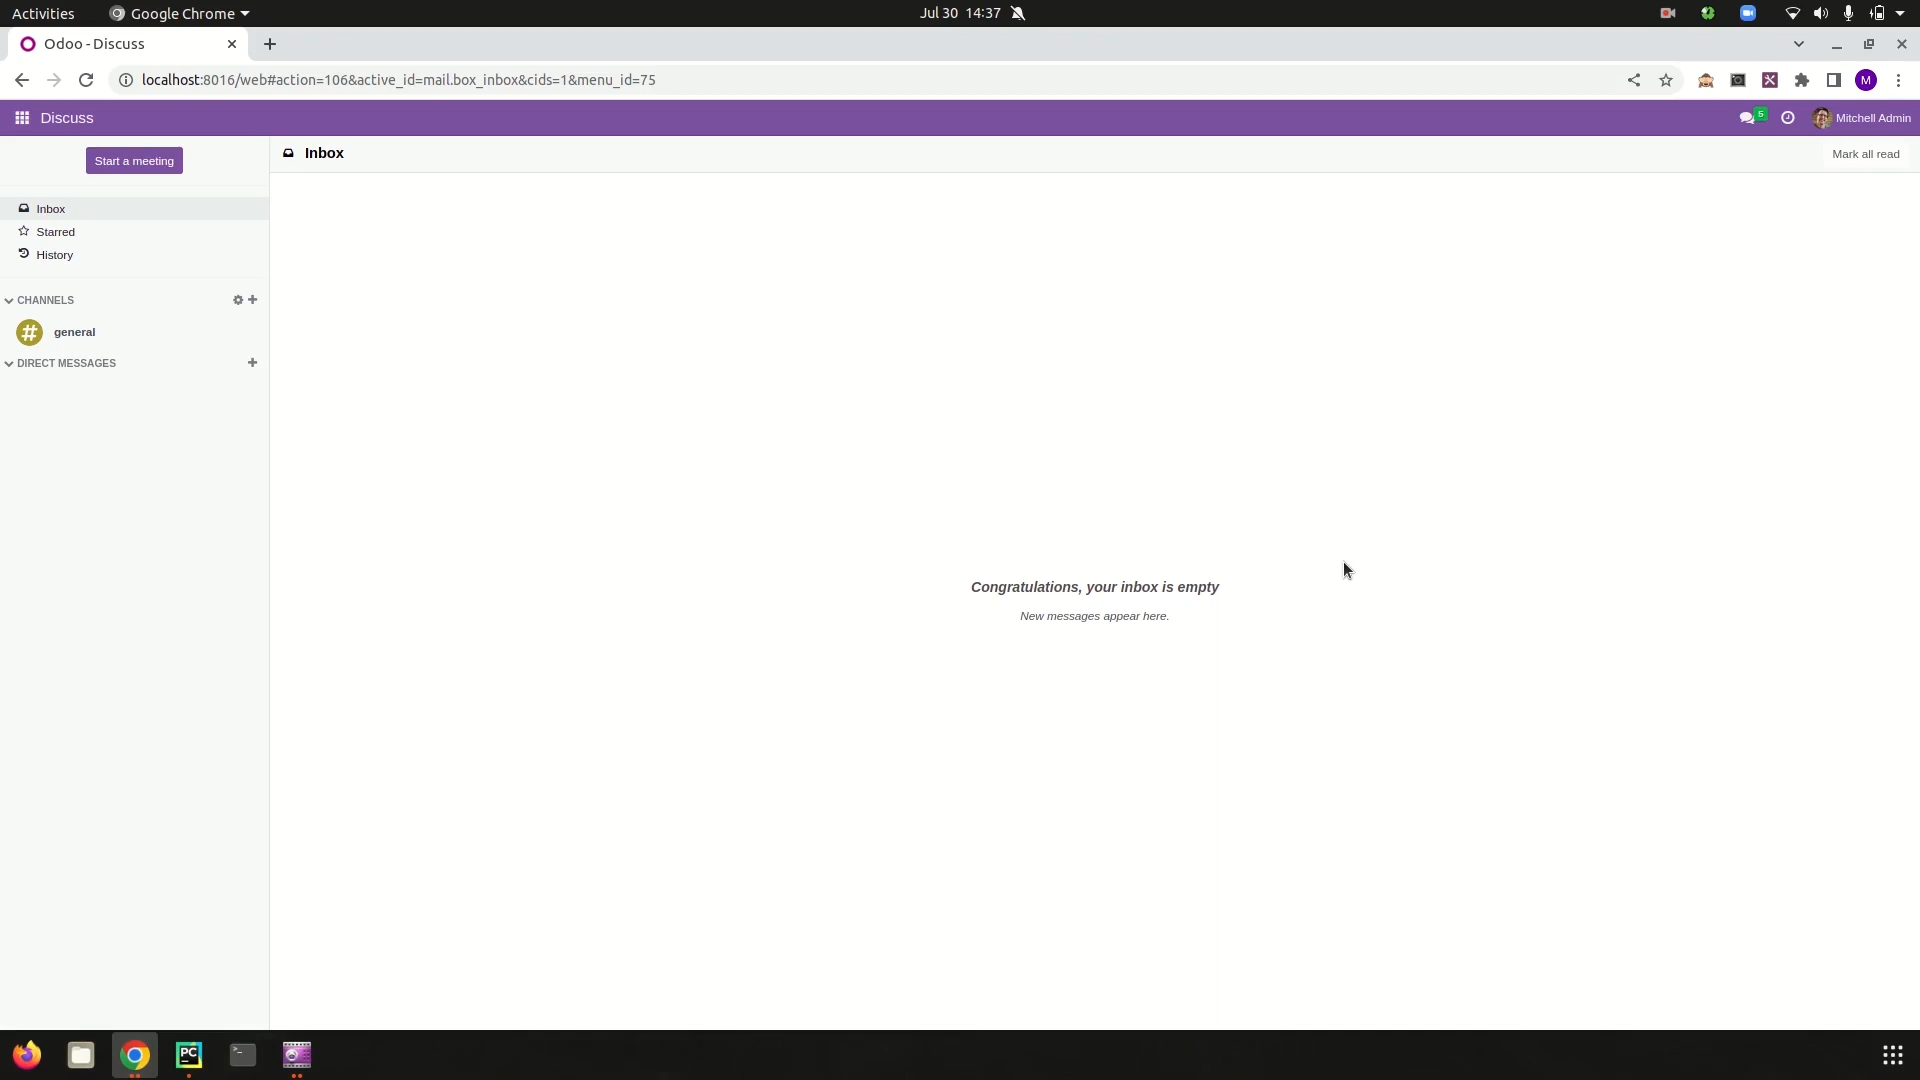 Activities
Google Chrome
Jul 30 14:37
Odoo - Discuss
localhost:8016/web#action=106&active_id=mail.box_inbox&cids=1&menu_id=75
M
Discuss
5
Mitchell Admin
Start a meeting
Inbox
Mark all read
Inbox
Starred
History
CHANNELS
# general
DIRECT MESSAGES
Congratulations, your inbox is empty
New messages appear here.
PC